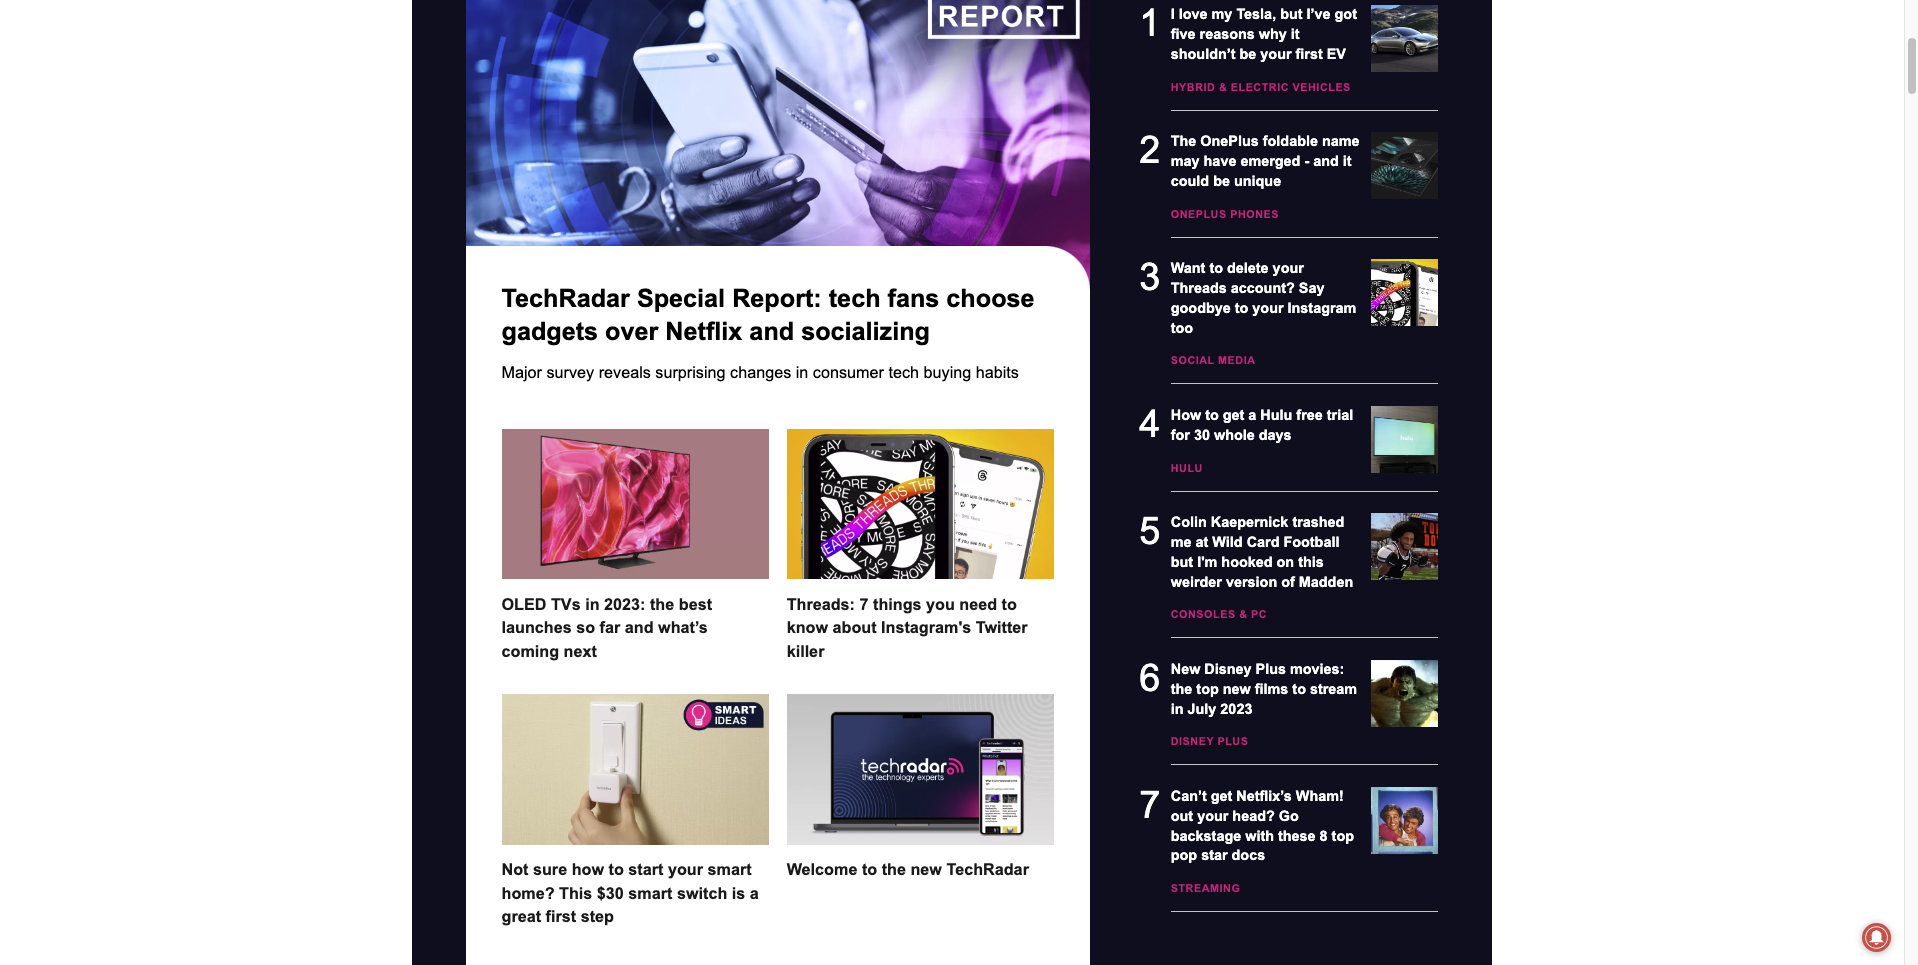 REPORT
TechRadar Special Report: tech fans choose
gadgets over Netflix and socializing
Major survey reveals surprising changes in consumer tech buying habits
OLED TVs in 2023: the best
launches so far and what’s
coming next
SAY MORE
THREADS
Threads: 7 things you need to
know about Instagram's Twitter
killer
SMART
IDEAS
Not sure how to start your smart
home? This $30 smart switch is a
great first step
techradar
the technology experts
Welcome to the new TechRadar
1
I love my Tesla, but I’ve got
five reasons why it
shouldn’t be your first EV
HYBRID & ELECTRIC VEHICLES
2
The OnePlus foldable name
may have emerged - and it
could be unique
ONEPLUS PHONES
3
Want to delete your
Threads account? Say
goodbye to your Instagram
too
SOCIAL MEDIA
4
How to get a Hulu free trial
for 30 whole days
HULU
5
Colin Kaepernick trashed
me at Wild Card Football
but I'm hooked on this
weirder version of Madden
CONSOLES & PC
6
New Disney Plus movies:
the top new films to stream
in July 2023
DISNEY PLUS
7
Can’t get Netflix’s Wham!
out your head? Go
backstage with these 8 top
pop star docs
STREAMING